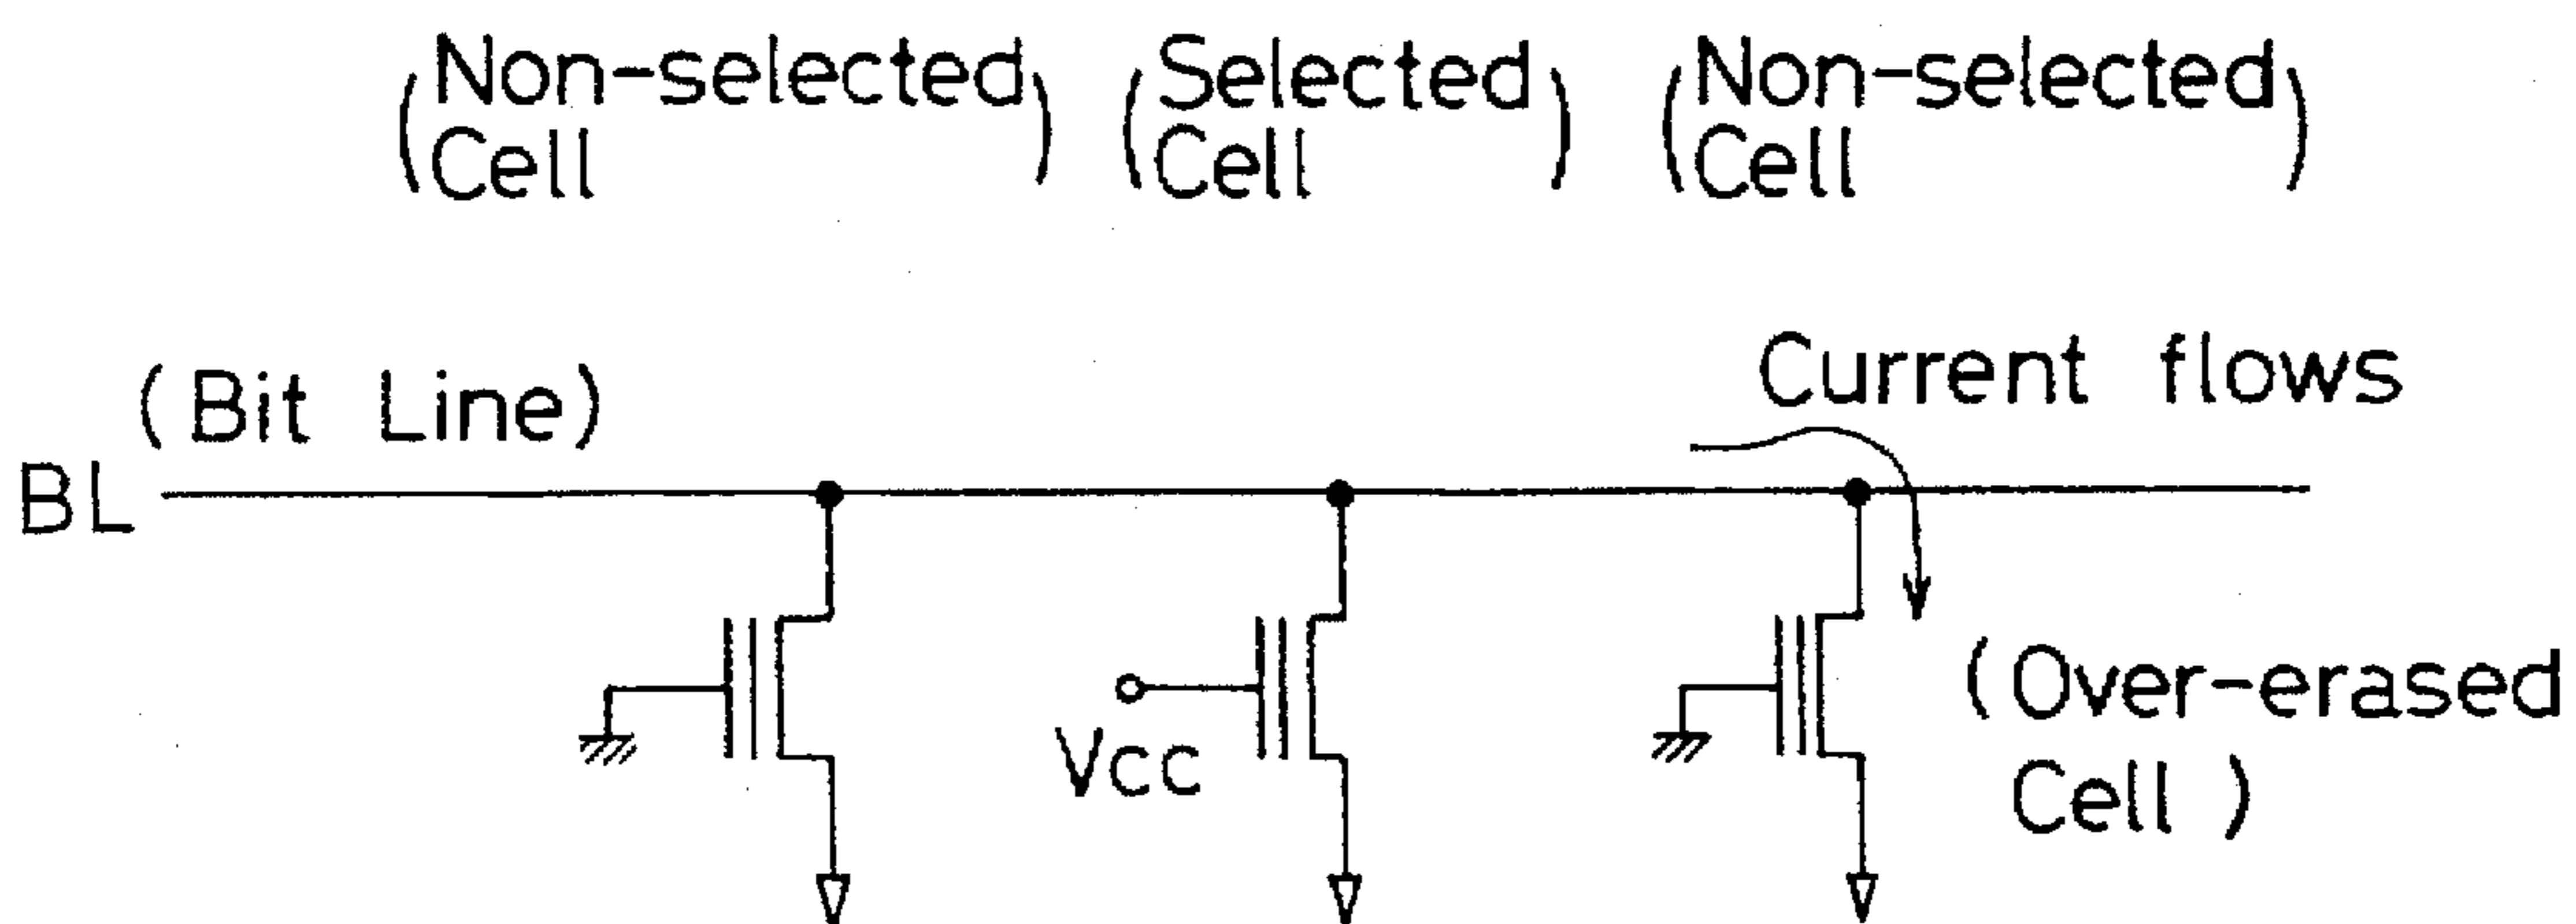 (Non-selected Cell) (Selected Cell) (Non-selected Cell)
(Bit Line)
Current flows
BL
Vcc
(Over-erased
Cell)